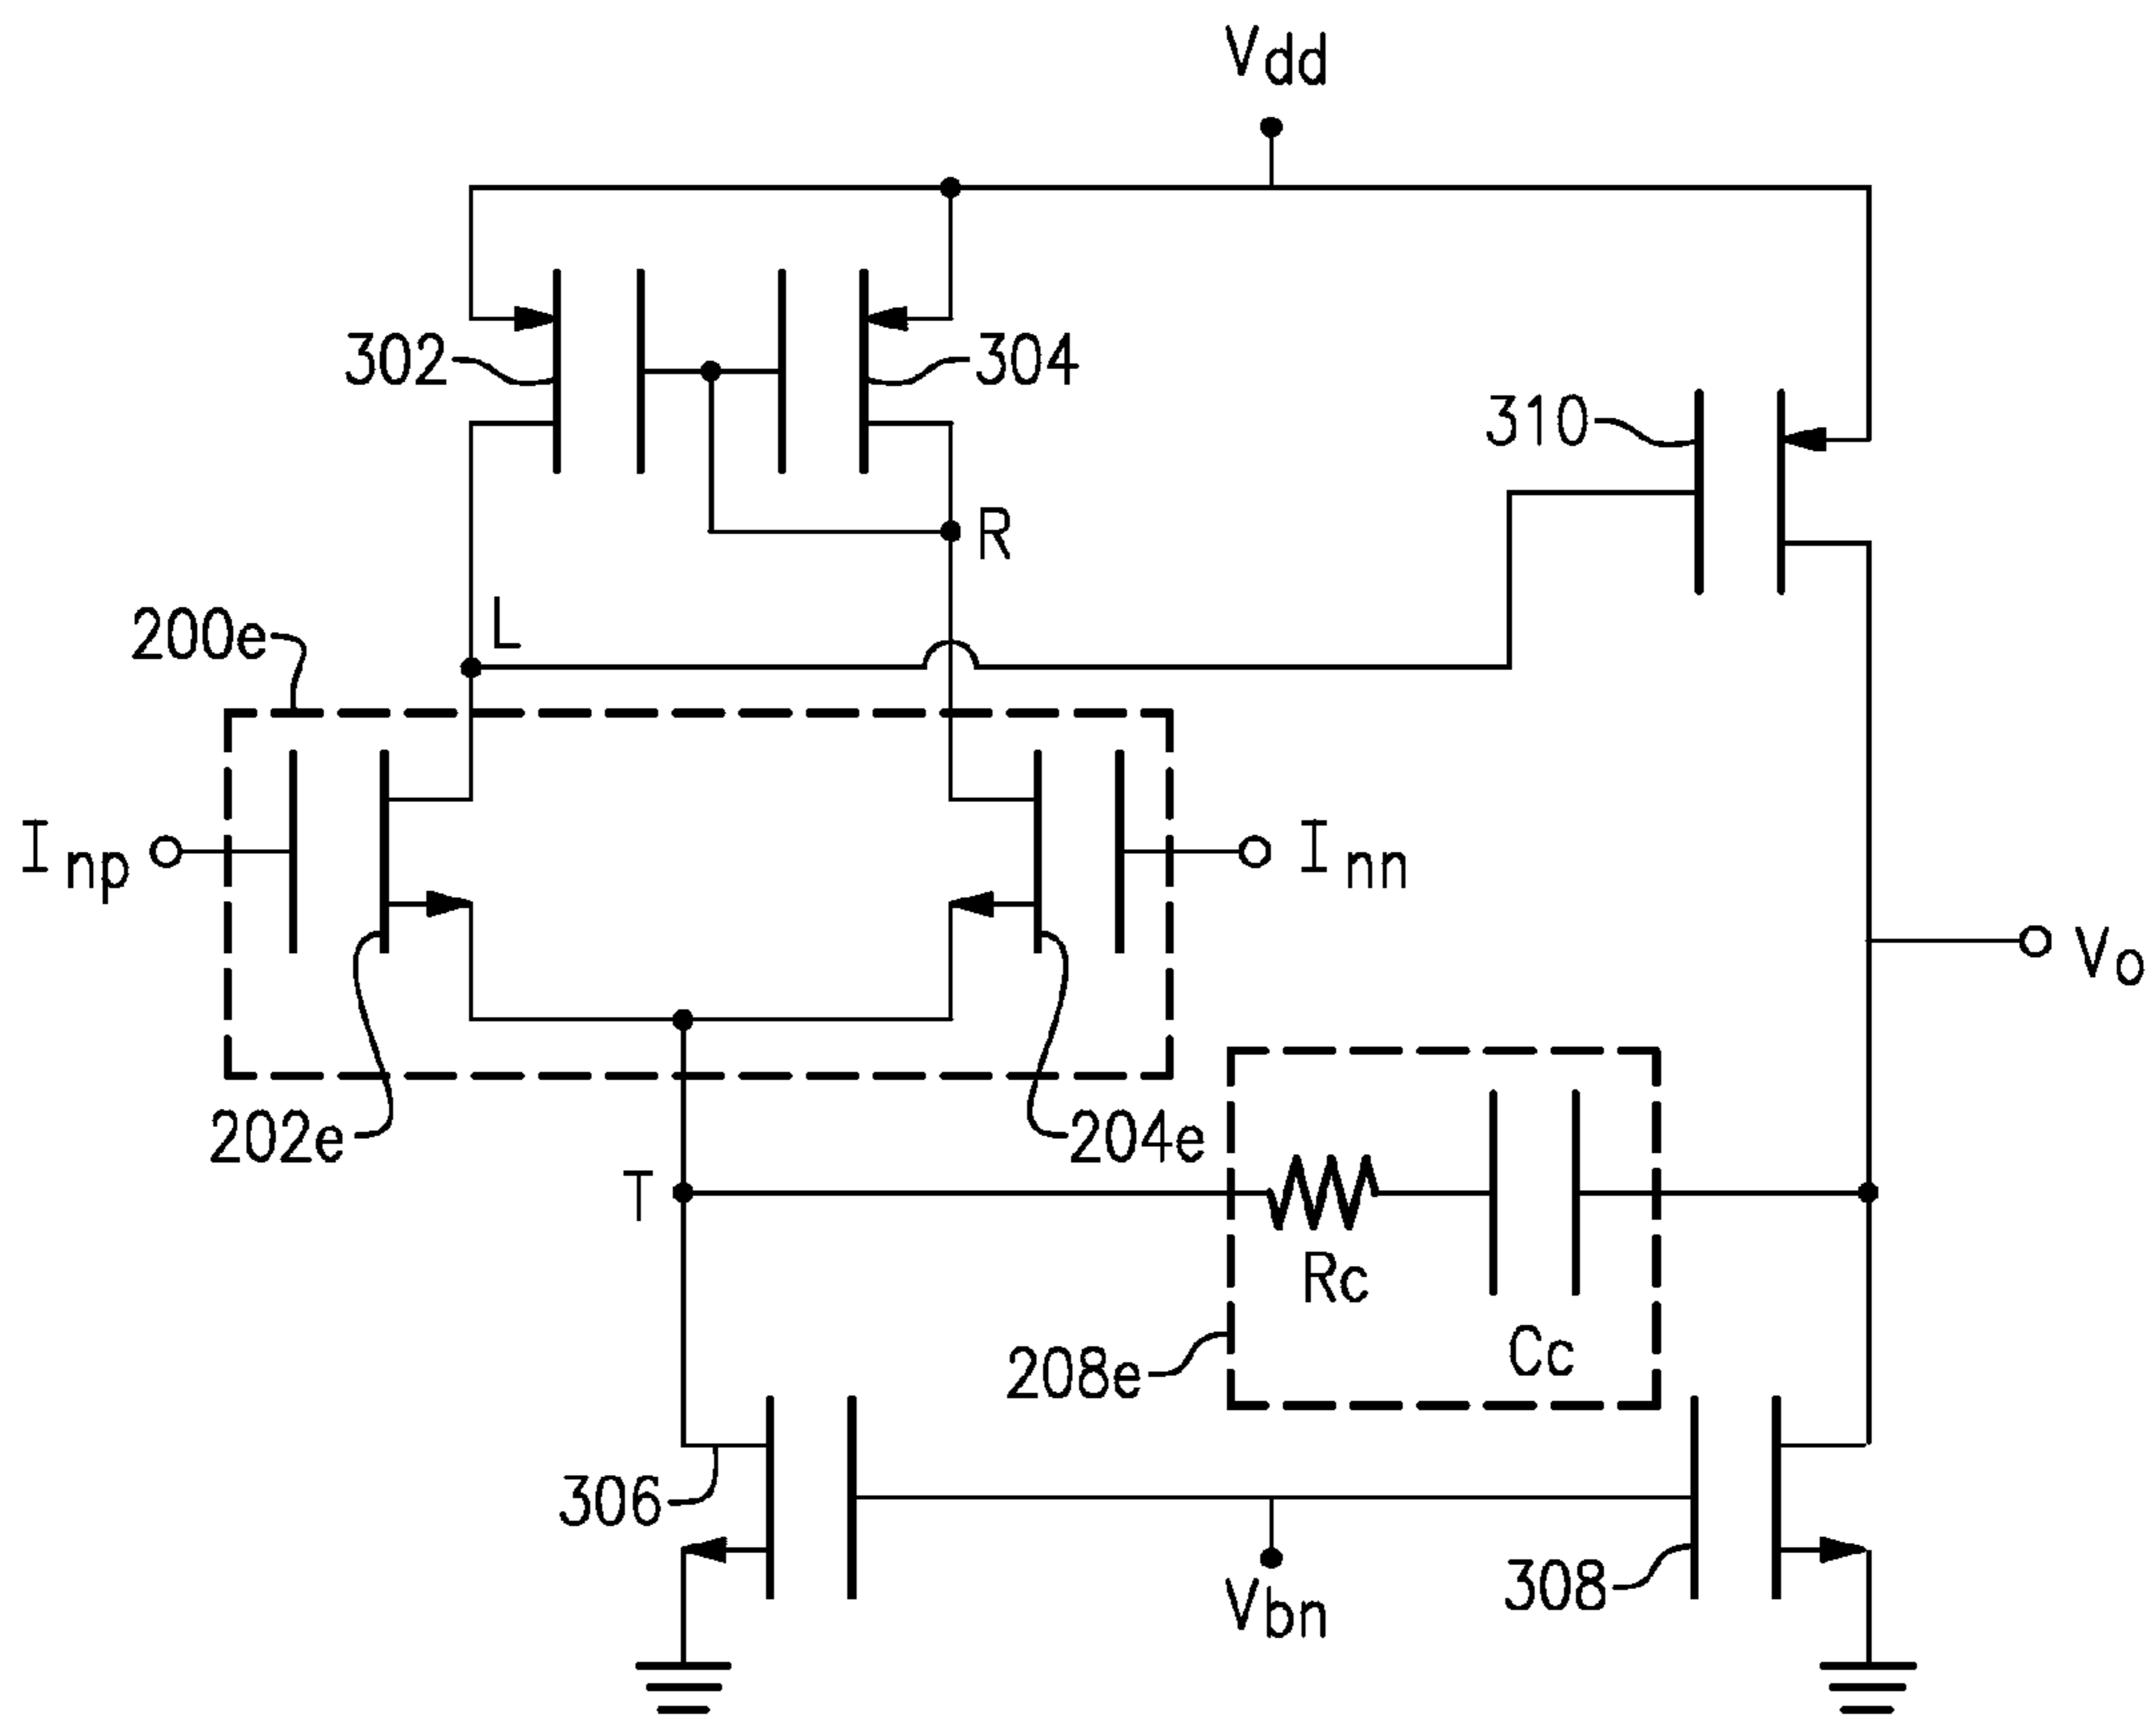 Vdd
302
304
310
R
L
200e
Inp
Inn
Vo
202e
204e
T
Rc
Cc
208e
306
308
Vbn